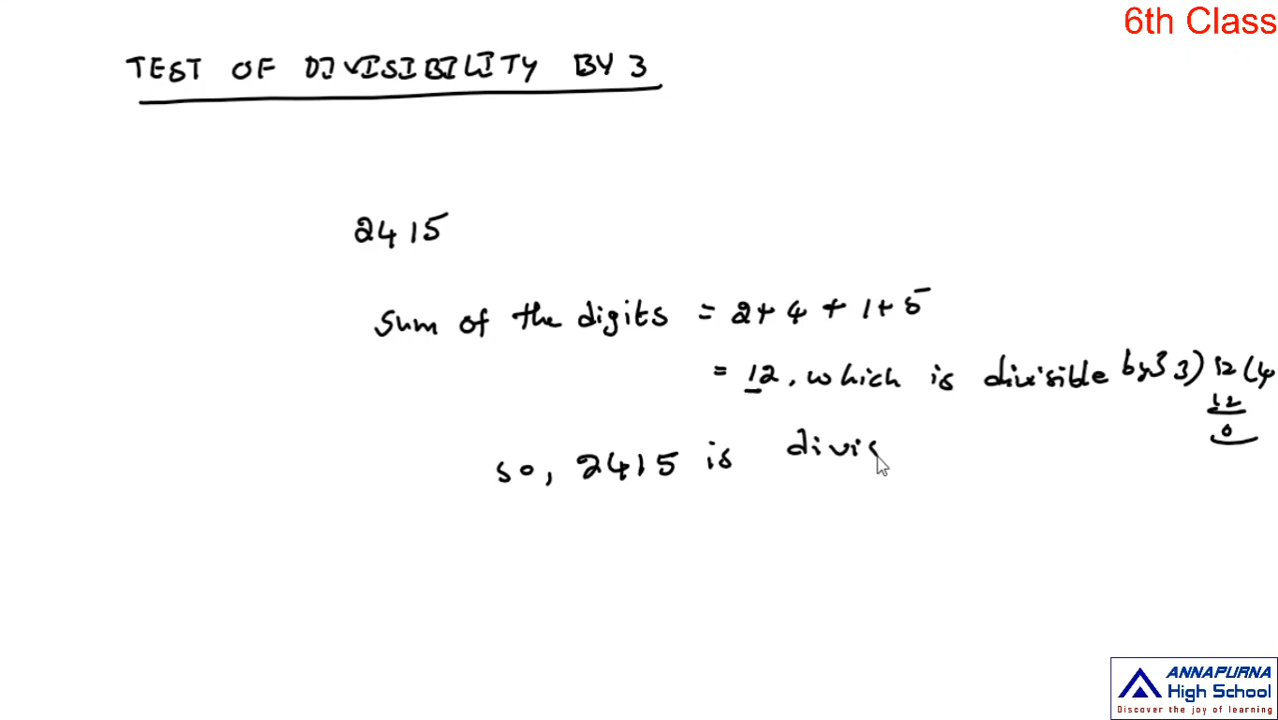 6th Class
TEST OF DIVISIBILITY BY 3
2415
Sum of the digits = 2+4+1+5
= 12, which is divisible by 3 3) 12 (4
12
0
so, 2415 is divis
ANNAPURNA
High School
Discover the joy of learning